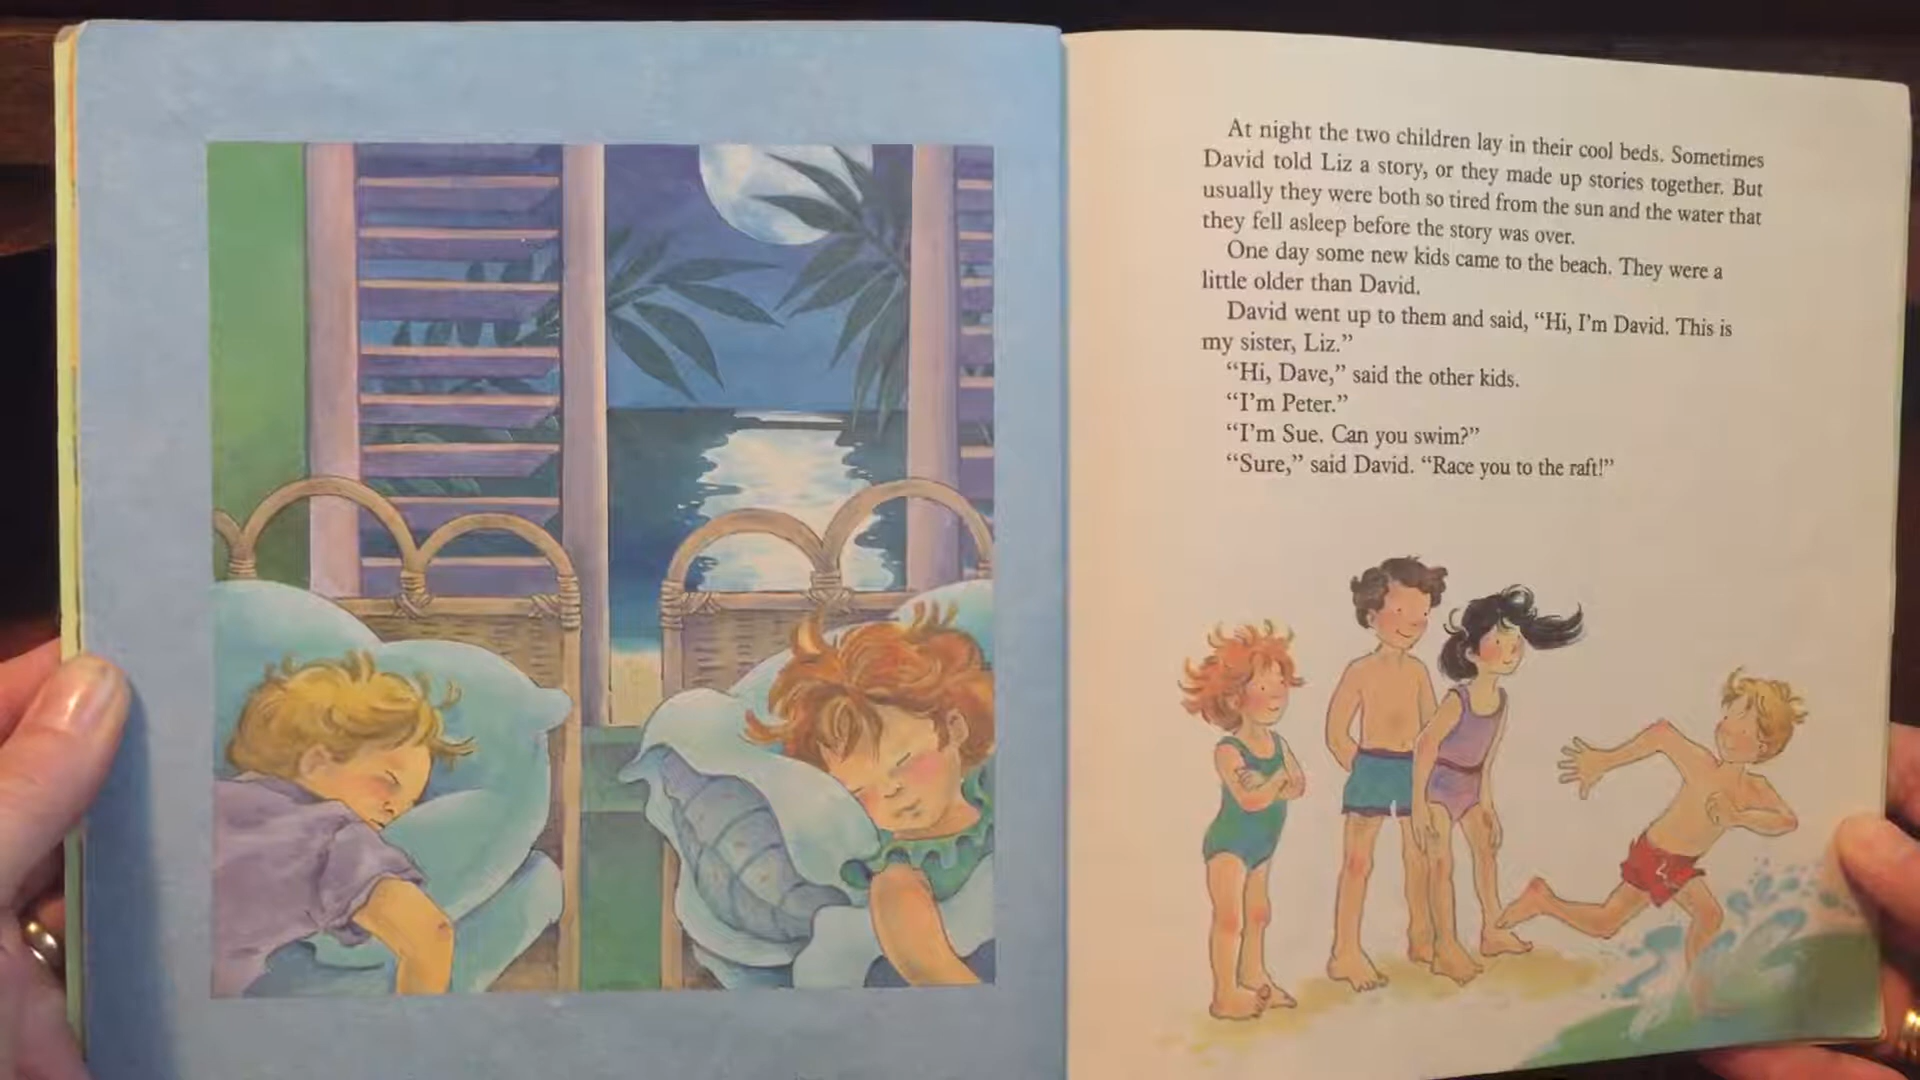 At night the two children lay in their cool beds. Sometimes
David told Liz a story, or they made up stories together. But
usually they were both so tired from the sun and the water that
they fell asleep before the story was over.
One day some new kids came to the beach. They were a
little older than David.
David went up to them and said, “Hi, I’m David. This is
my sister, Liz.”
“Hi, Dave,” said the other kids.
“I’m Peter.”
“I’m Sue. Can you swim?”
“Sure,” said David. “Race you to the raft!”